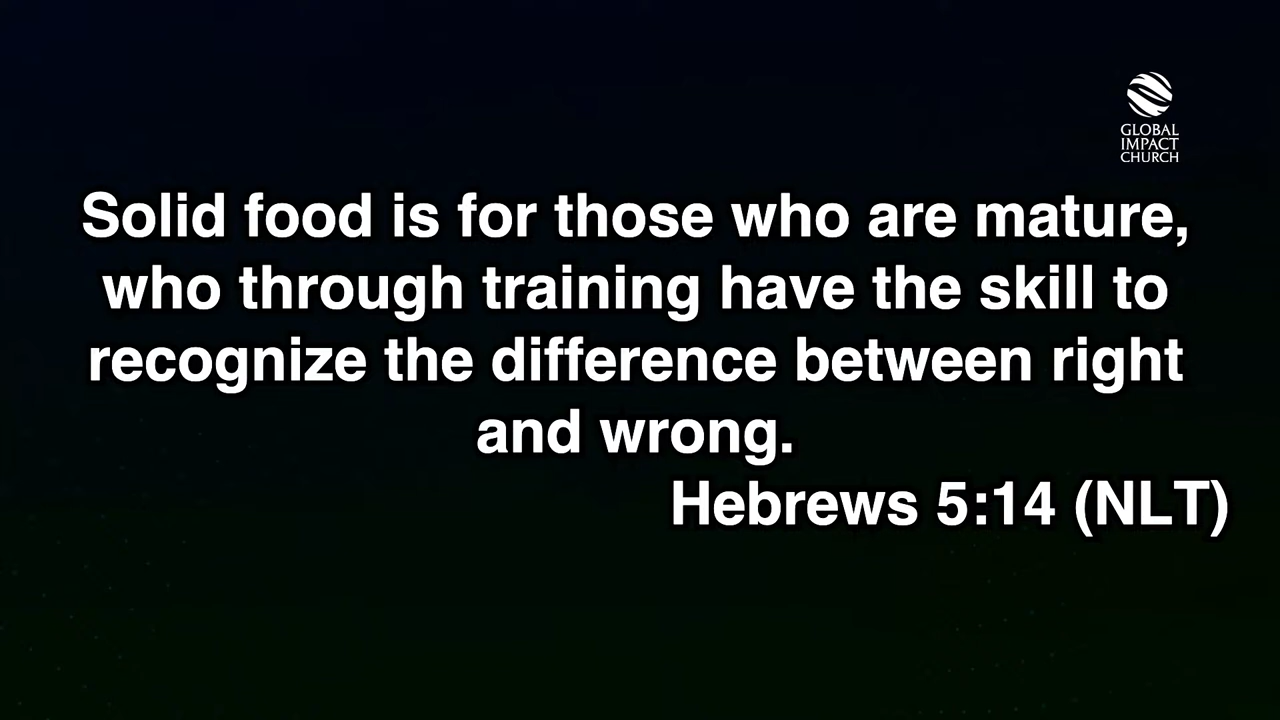 GLOBAL
IMPACT
CHURCH
Solid food is for those who are mature,
who through training have the skill to
recognize the difference between right
and wrong.
Hebrews 5:14 (NLT)